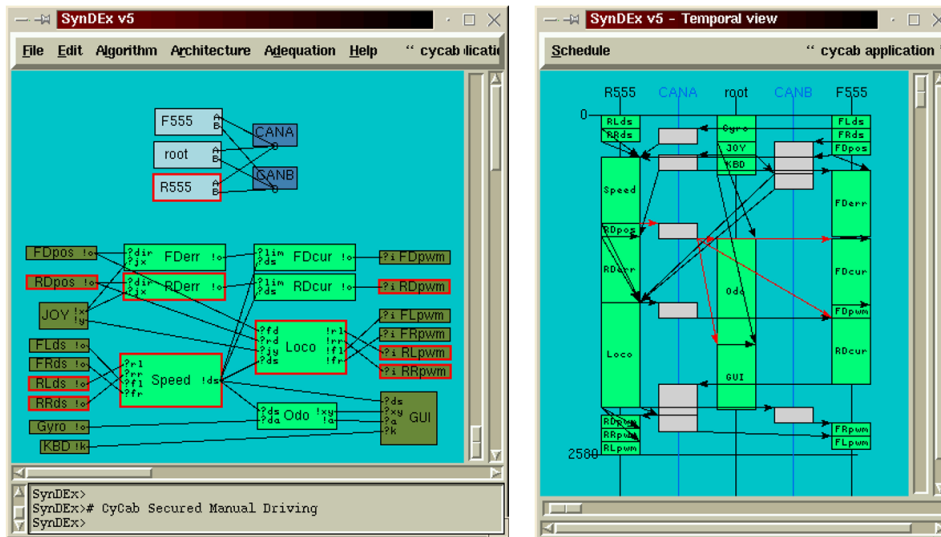 SynDEx v5
File Edit Algorithm Architecture Adequation Help “ cycab
F555 A B
root A B
R555 A B
CANA
CANB
FDpos !o
RDpos !o
JOY !x !y
FLds !o
FRds !o
RLds !o
RRds !o
Gyro !o
KBD !k
?dir ?jx FDerr !o
?dir ?jx RDerr !o
?r1 ?rr ?f1 ?fr Speed !ds
?lim ?ds FDcur !o
?lim ?ds RDcur !o
?fd ?rd ?jy ?ds Loco !r1 !rr !f1 !fr
?ds ?da Odo !xy !a
?i FDpwm
?i RDpwm
?i FLpwm
?i FRpwm
?i RLpwm
?i RRpwm
?ds ?xy ?a ?k GUI
SynDEx>
SynDEx># CyCab Secured Manual Driving
SynDEx>
SynDEx v5 - Temporal view
Schedule “ cycab application
R555 CANA root CANB F555
0
RLds
RRds
Speed
RDpos
RDerr
Loco
RRpwm
RLpwm
Gyro
JOY
KBD
Odo
GUI
FLds
FRds
FDpos
FDerr
FDcur
FDpwm
RDcur
FRpwm
FLpwm
2580